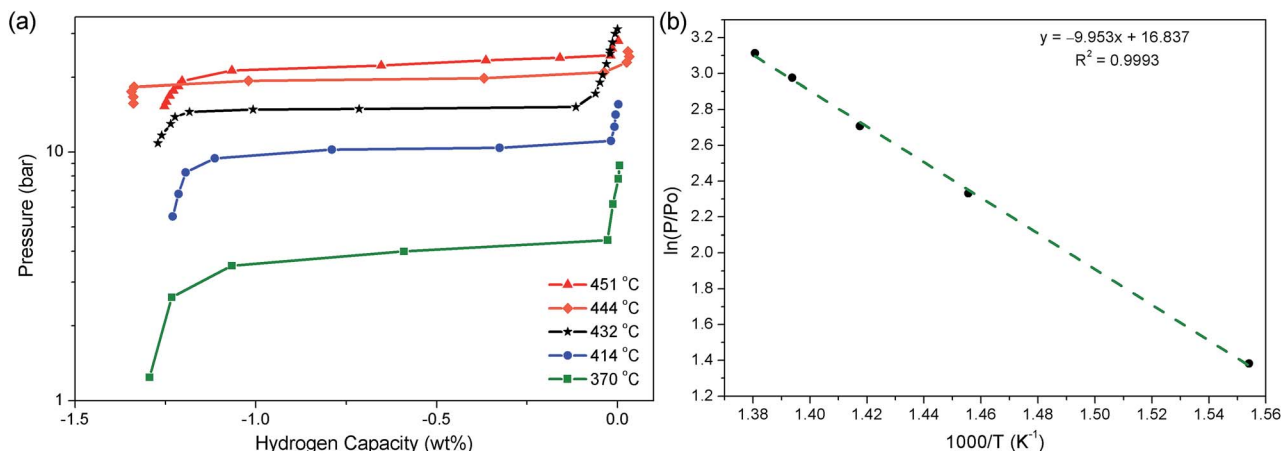 (a)
Pressure (bar)
10
1
-1.5
-1.0
-0.5
0.0
Hydrogen Capacity (wt%)
451 °C
444 °C
432 °C
414 °C
370 °C
(b)
y = −9.953x + 16.837
R² = 0.9993
ln(P/Po)
3.2
3.0
2.8
2.6
2.4
2.2
2.0
1.8
1.6
1.4
1.2
1.38
1.40
1.42
1.44
1.46
1.48
1.50
1.52
1.54
1.56
1000/T (K⁻¹)